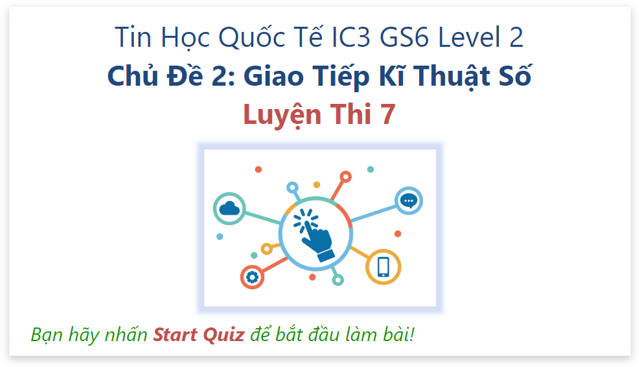 Tin Học Quốc Tế IC3 GS6 Level 2
Chủ Đề 2: Giao Tiếp Kĩ Thuật Số
Luyện Thi 7
Bạn hãy nhấn Start Quiz để bắt đầu làm bài!